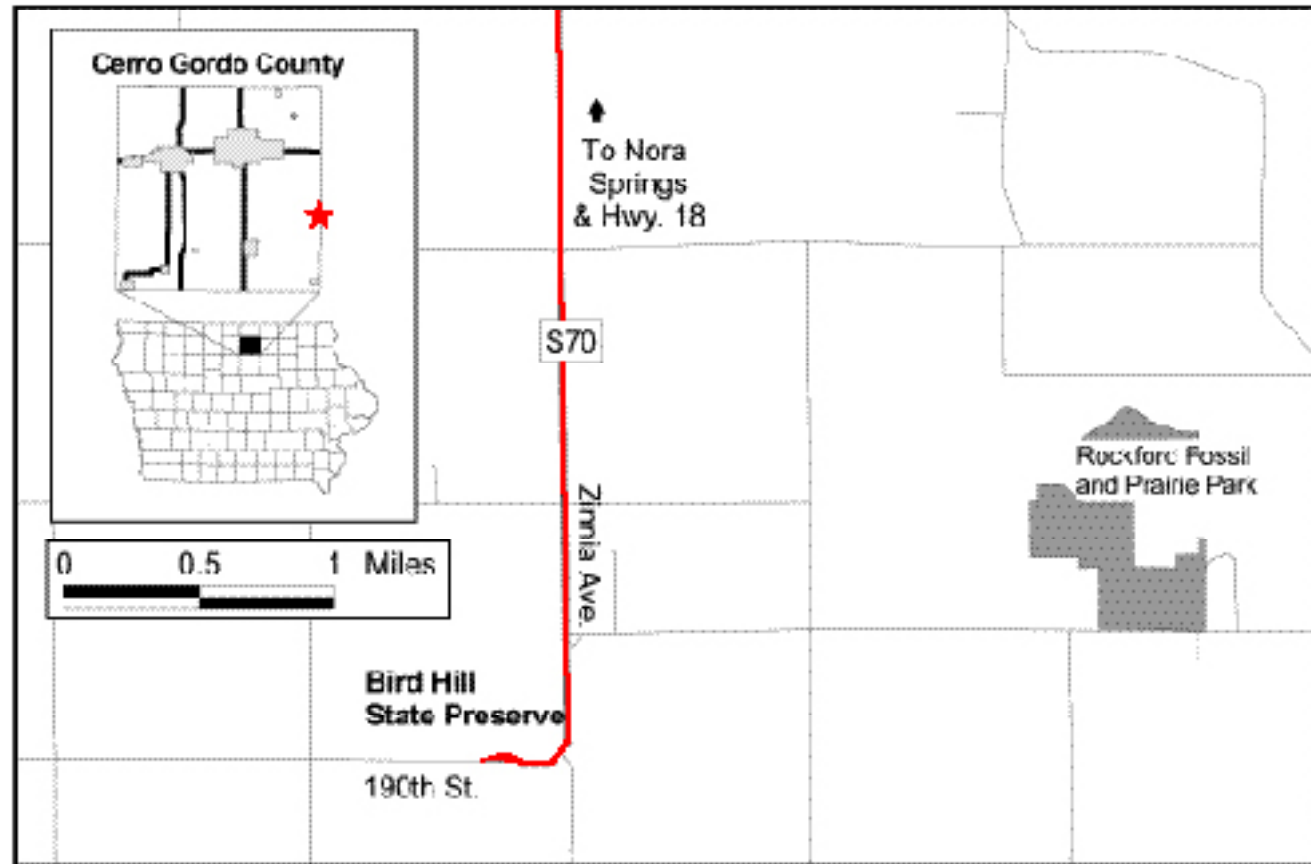 Cerro Gordo County
To Nora
Springs
& Hwy. 18
S70
Rockford Fossil
and Prairie Park
Zinnia Ave.
0 0.5 1 Miles
Bird Hill
State Preserve
190th St.